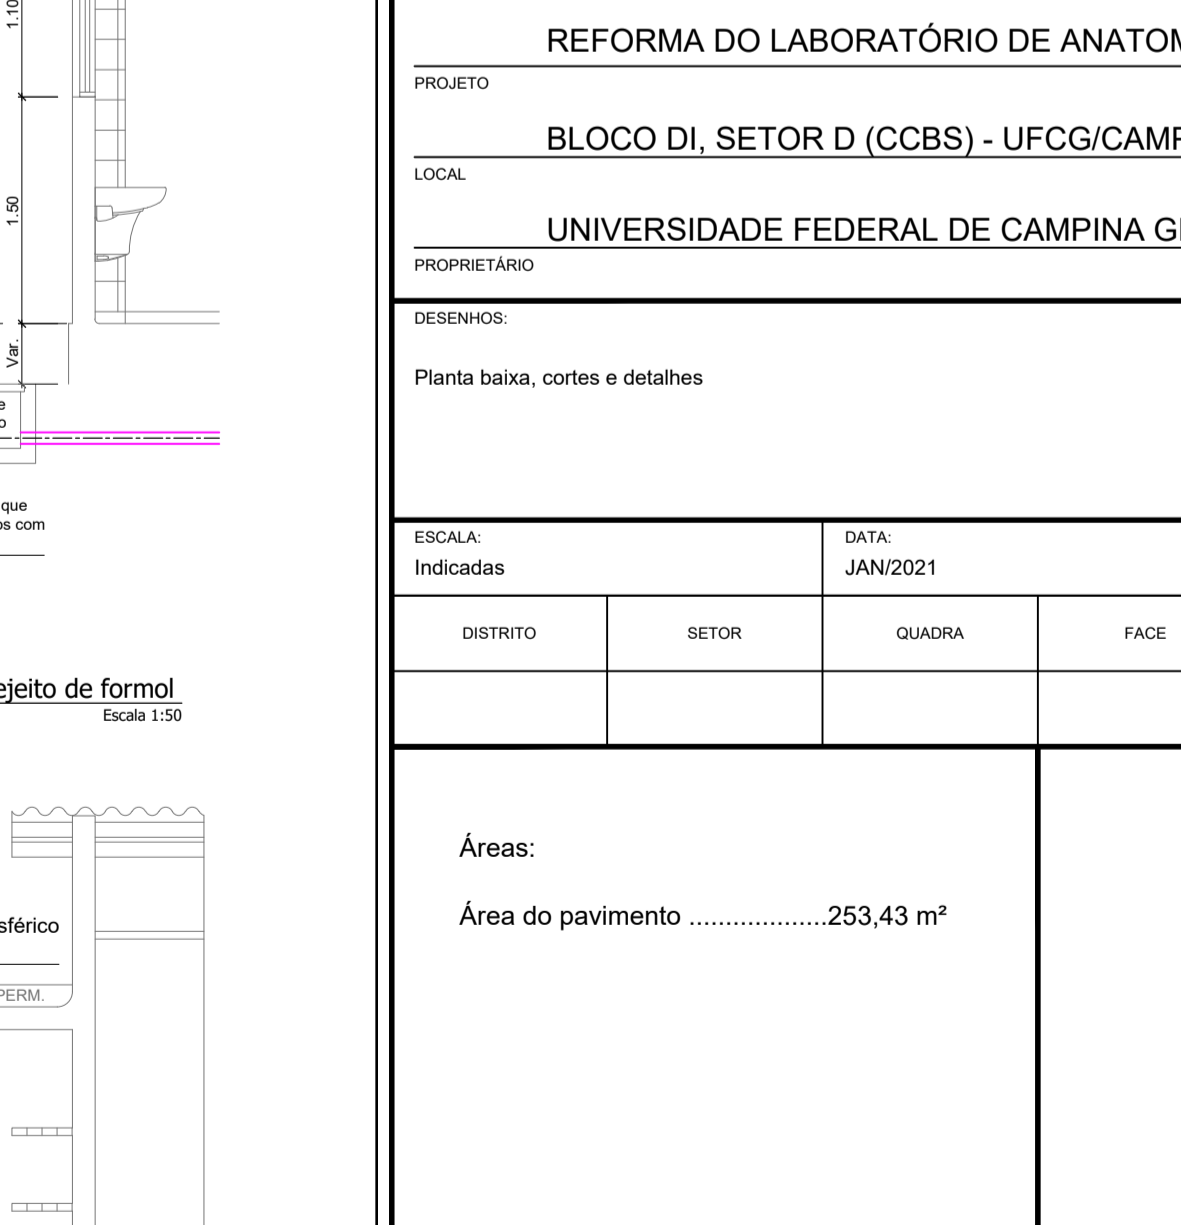 1.10
1.50
Var.
e
o
que
os com
ejeito de formol
Escala 1:50
sférico
PERM.
REFORMA DO LABORATÓRIO DE ANATOM
PROJETO
BLOCO DI, SETOR D (CCBS) - UFCG/CAMP
LOCAL
UNIVERSIDADE FEDERAL DE CAMPINA G
PROPRIETÁRIO
DESENHOS:
Planta baixa, cortes e detalhes
ESCALA:
Indicadas
DATA:
JAN/2021
DISTRITO SETOR QUADRA FACE
Áreas:
Área do pavimento ...................253,43 m²